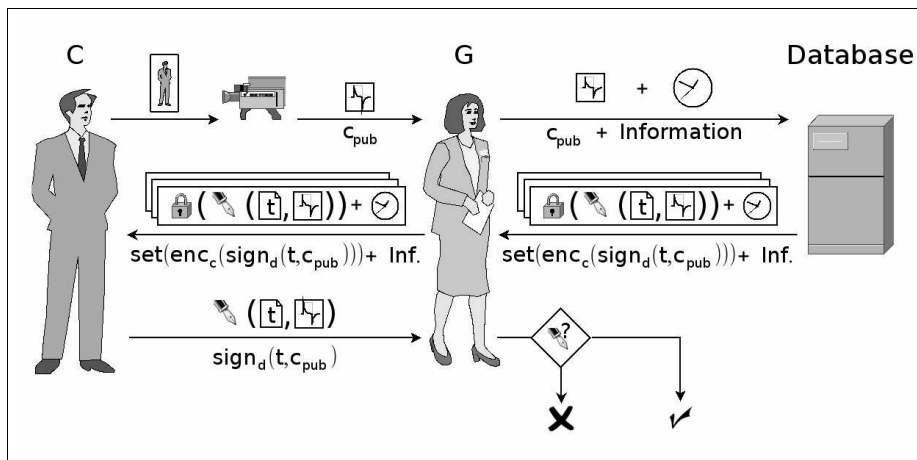 C
G
Database
+
c_pub
c_pub + Information
( ( t , ) ) +
( ( t , ) ) +
set(enc_c(sign_d(t,c_pub))) + Inf.
set(enc_c(sign_d(t,c_pub))) + Inf.
( t , )
sign_d(t,c_pub)
?